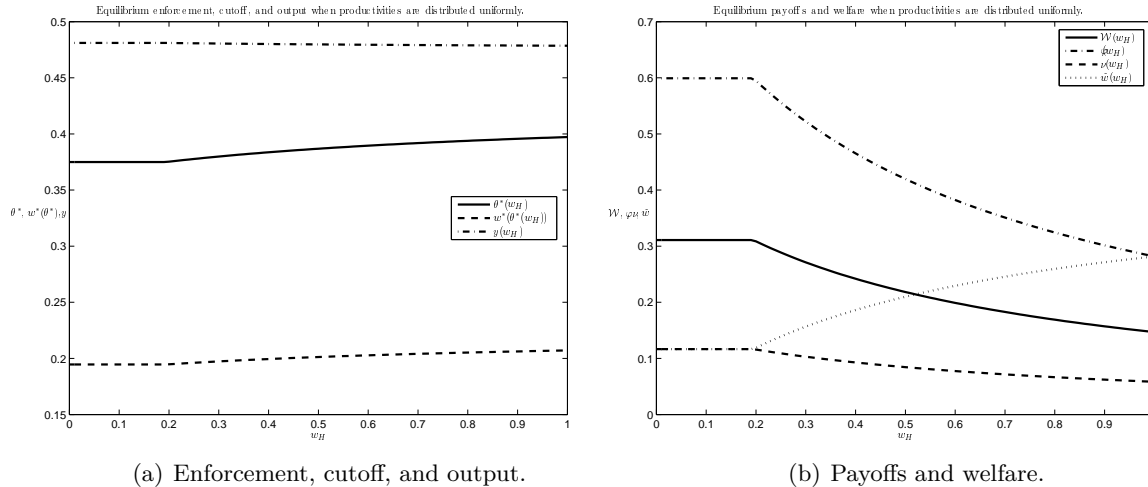 Equilibrium enforcement, cutoff, and output when productivities are distributed uniformly.
0.5
0.45
0.4
0.35
0.3
0.25
0.2
0.15
θ*, w*(θ*),y
θ*(w_H)
w*(θ*(w_H))
y(w_H)
0 0.1 0.2 0.3 0.4 0.5 0.6 0.7 0.8 0.9 1
w_H
(a) Enforcement, cutoff, and output.
Equilibrium payoffs and welfare when productivities are distributed uniformly.
0.7
0.6
0.5
0.4
0.3
0.2
0.1
0
𝒲, φ,ν, w̄
𝒲(w_H)
φ(w_H)
ν(w_H)
0 0.1 0.2 0.3 0.4 0.5 0.6 0.7 0.8 0.9
w_H
(b) Payoffs and welfare.